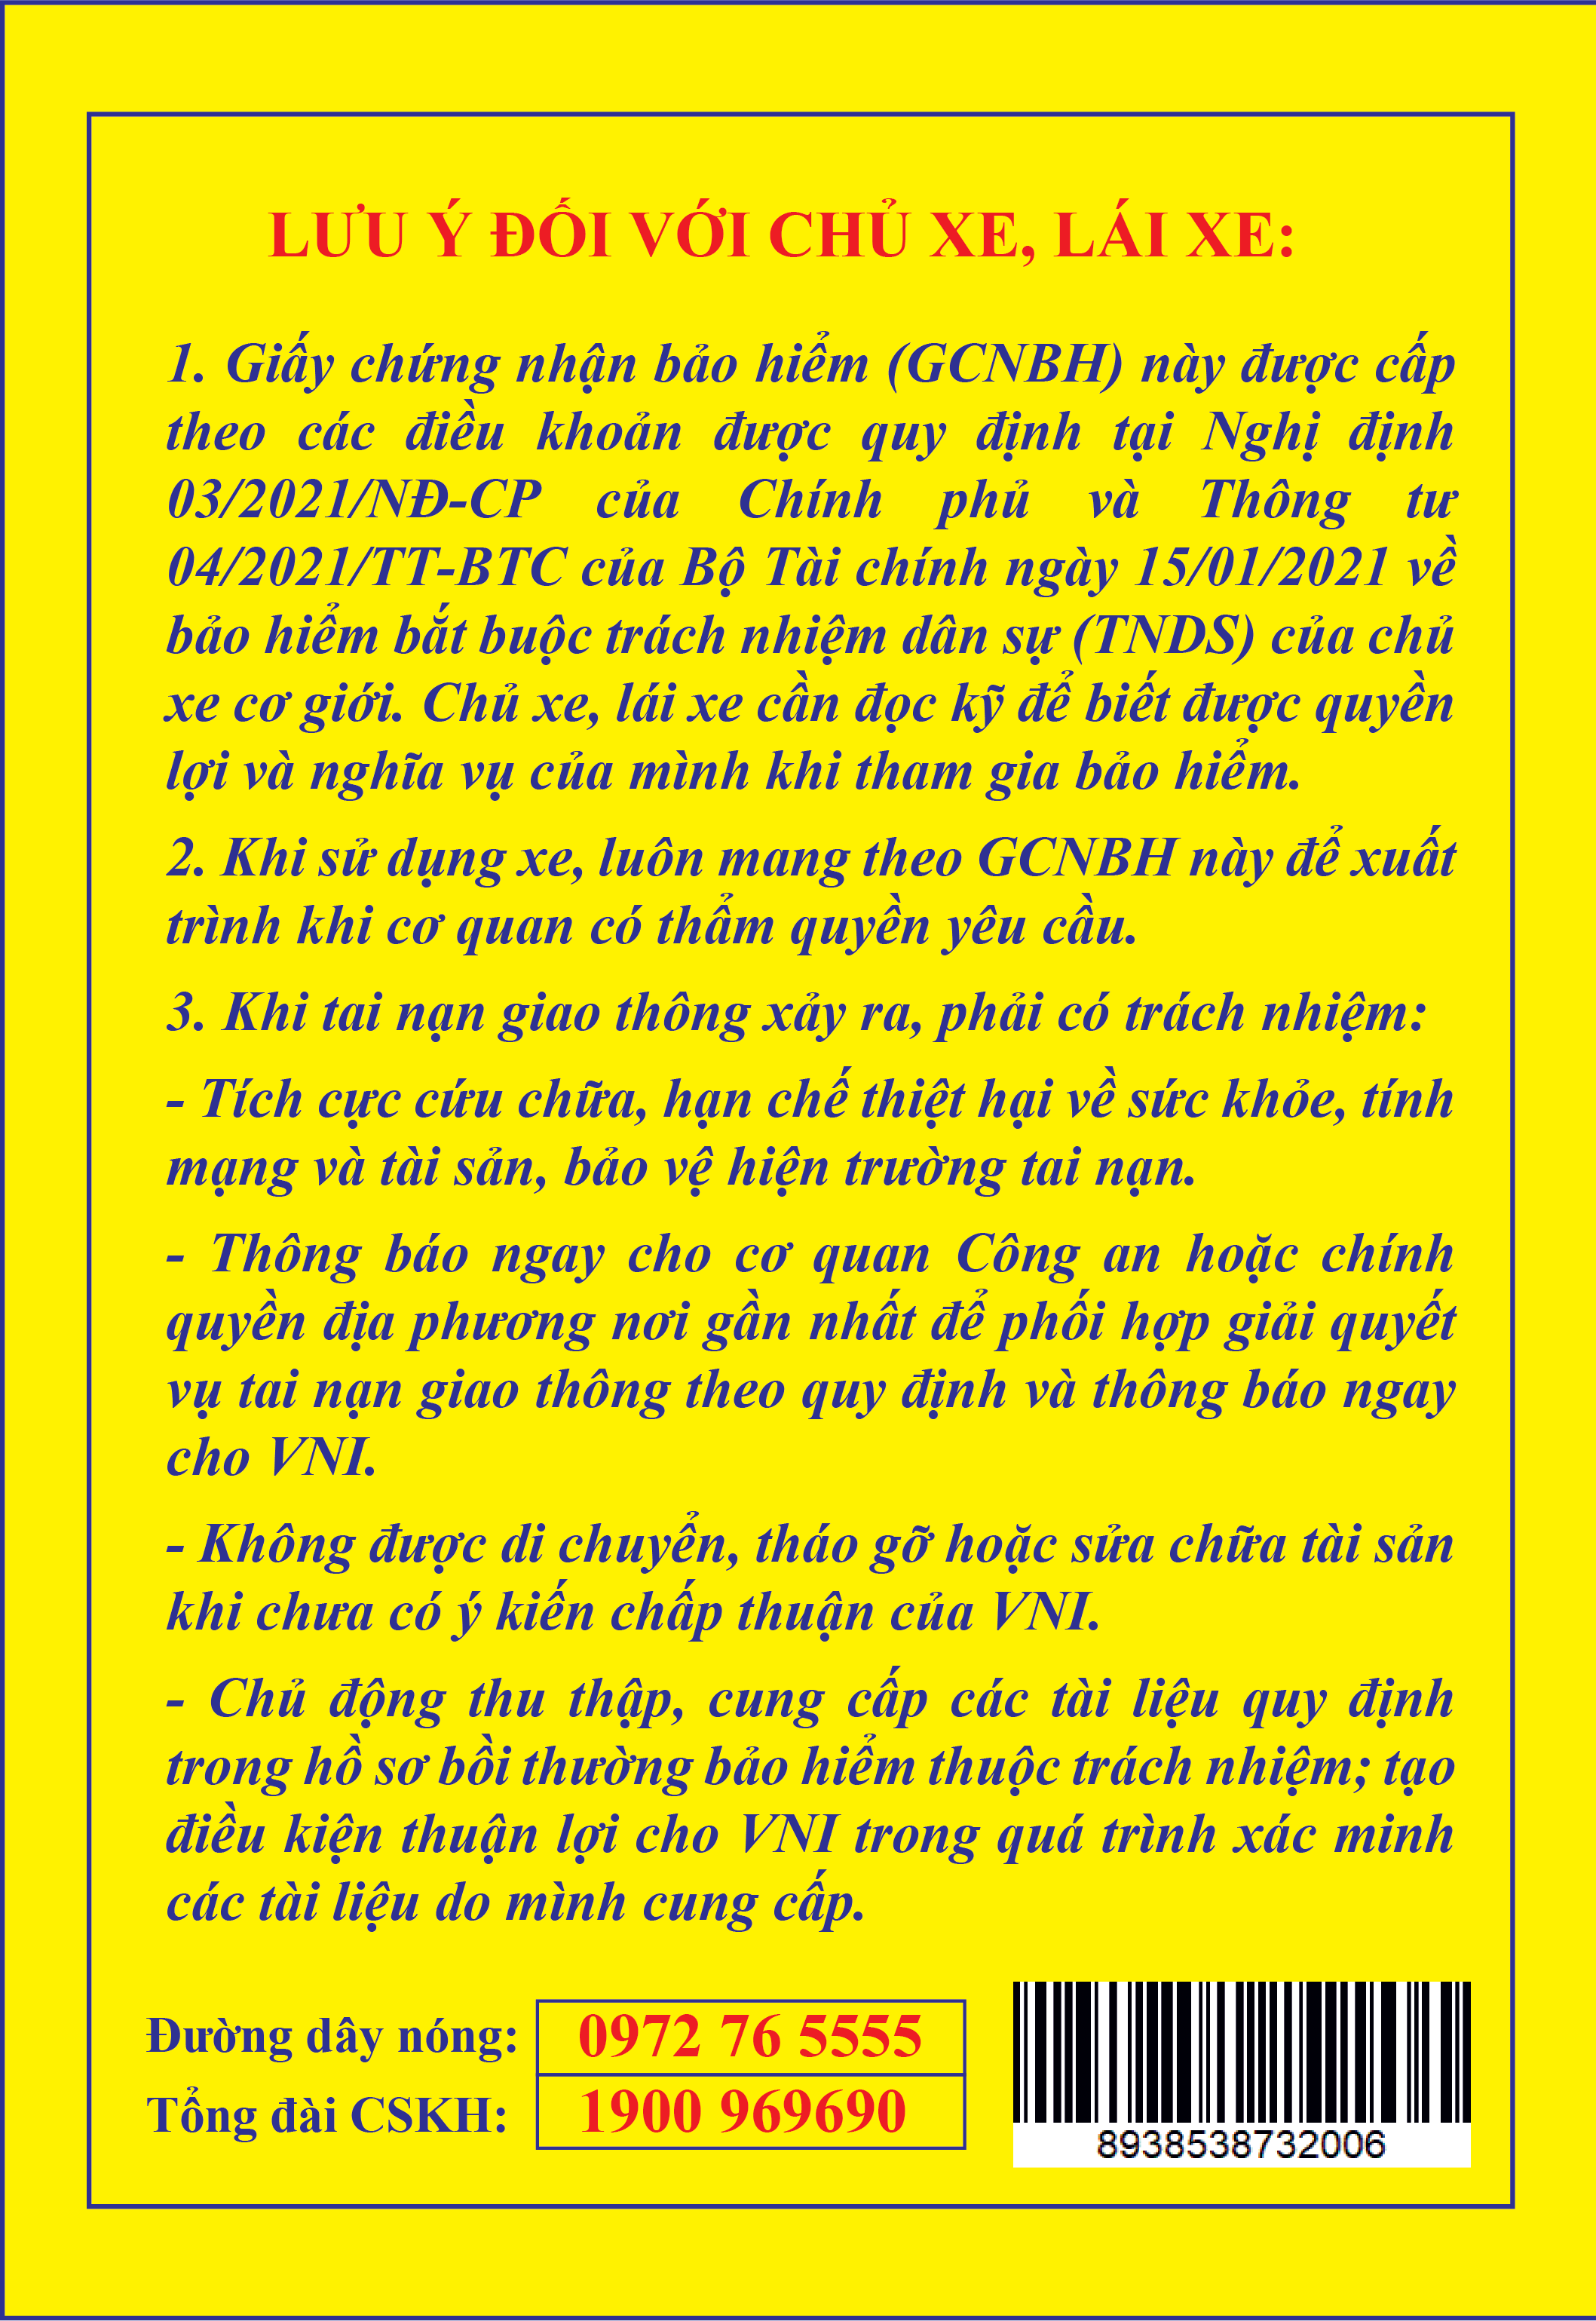 LƯU Ý ĐỐI VỚI CHỦ XE, LÁI XE:
1. Giấy chứng nhận bảo hiểm (GCNBH) này được cấp
theo các điều khoản được quy định tại Nghị định
03/2021/NĐ-CP của Chính phủ và Thông tư
04/2021/TT-BTC của Bộ Tài chính ngày 15/01/2021 về
bảo hiểm bắt buộc trách nhiệm dân sự (TNDS) của chủ
xe cơ giới. Chủ xe, lái xe cần đọc kỹ để biết được quyền
lợi và nghĩa vụ của mình khi tham gia bảo hiểm.
2. Khi sử dụng xe, luôn mang theo GCNBH này để xuất
trình khi cơ quan có thẩm quyền yêu cầu.
3. Khi tai nạn giao thông xảy ra, phải có trách nhiệm:
- Tích cực cứu chữa, hạn chế thiệt hại về sức khỏe, tính
mạng và tài sản, bảo vệ hiện trường tai nạn.
- Thông báo ngay cho cơ quan Công an hoặc chính
quyền địa phương nơi gần nhất để phối hợp giải quyết
vụ tai nạn giao thông theo quy định và thông báo ngay
cho VNI.
- Không được di chuyển, tháo gỡ hoặc sửa chữa tài sản
khi chưa có ý kiến chấp thuận của VNI.
- Chủ động thu thập, cung cấp các tài liệu quy định
trong hồ sơ bồi thường bảo hiểm thuộc trách nhiệm; tạo
điều kiện thuận lợi cho VNI trong quá trình xác minh
các tài liệu do mình cung cấp.
Đường dây nóng: 0972 76 5555
Tổng đài CSKH: 1900 969690
8938538732006